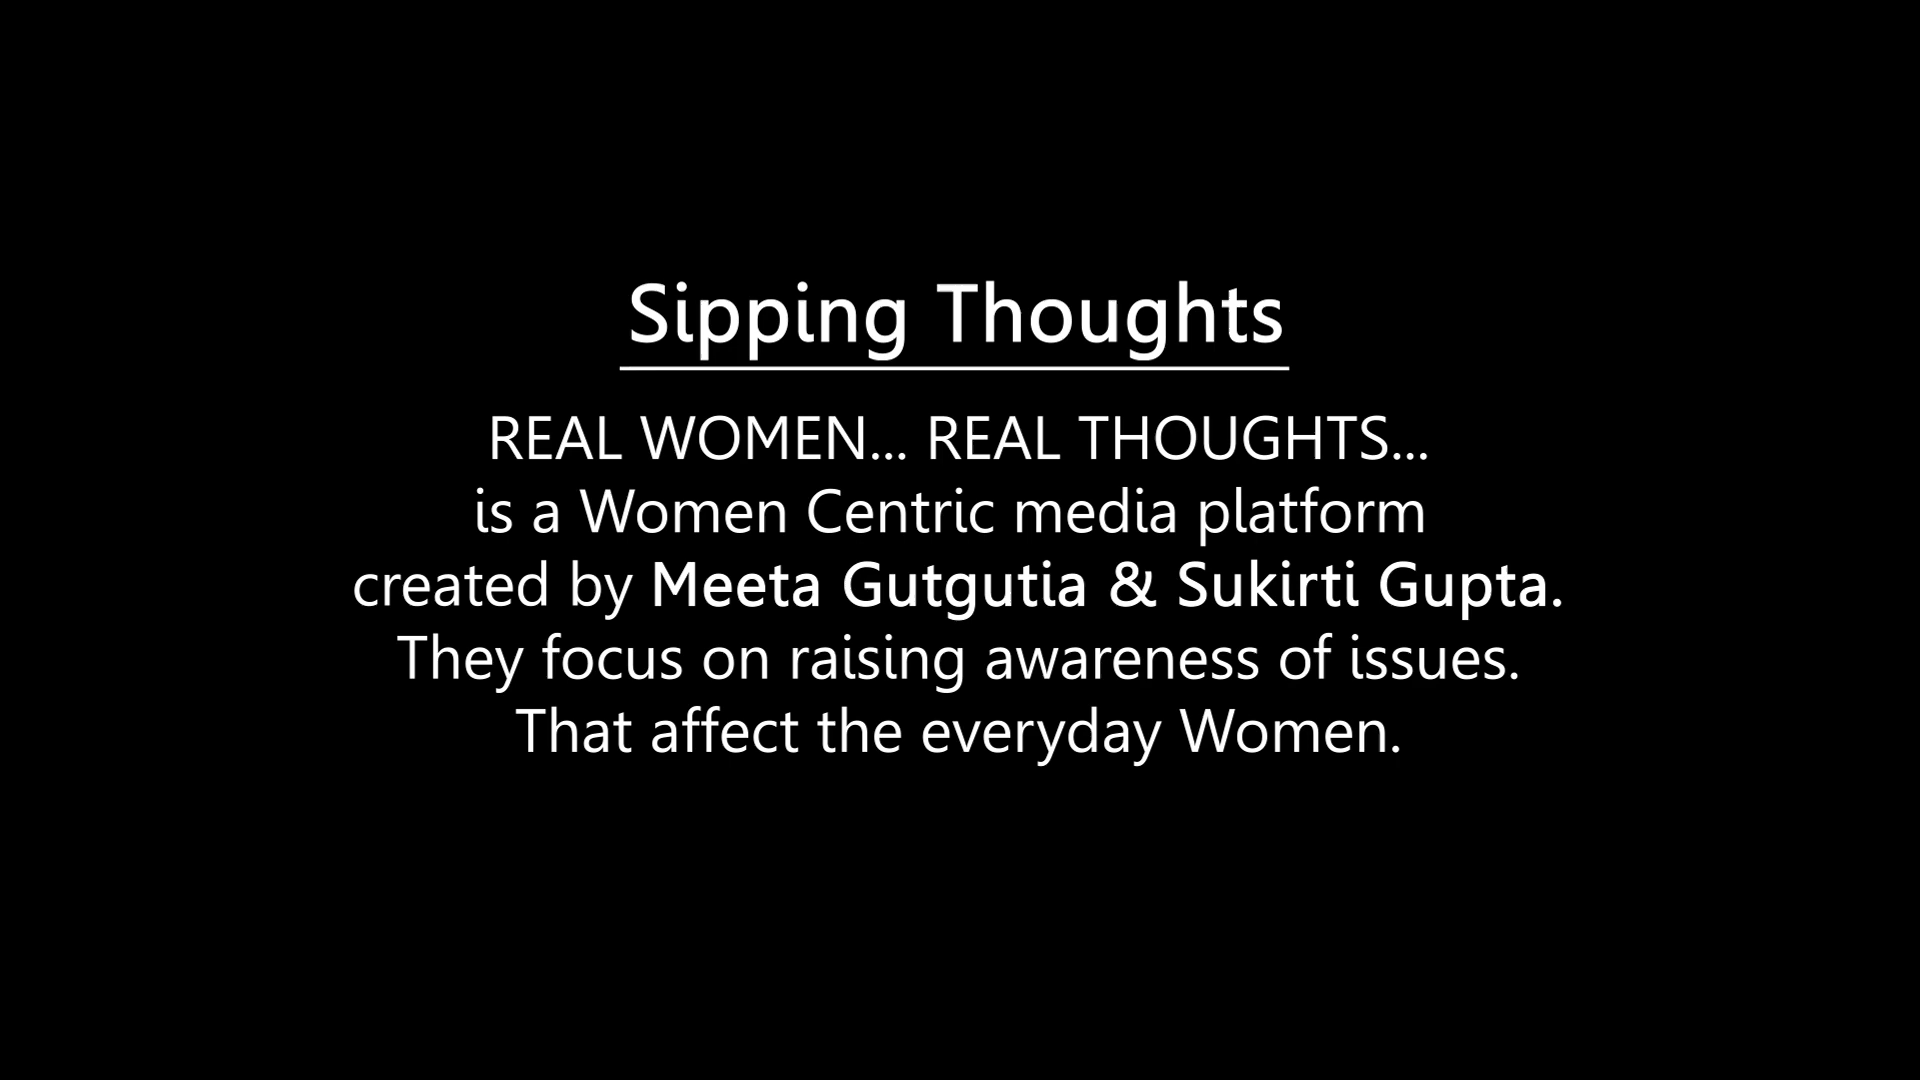 Sipping Thoughts
REAL WOMEN... REAL THOUGHTS...
is a Women Centric media platform
created by Meeta Gutgutia & Sukirti Gupta.
They focus on raising awareness of issues.
That affect the everyday Women.